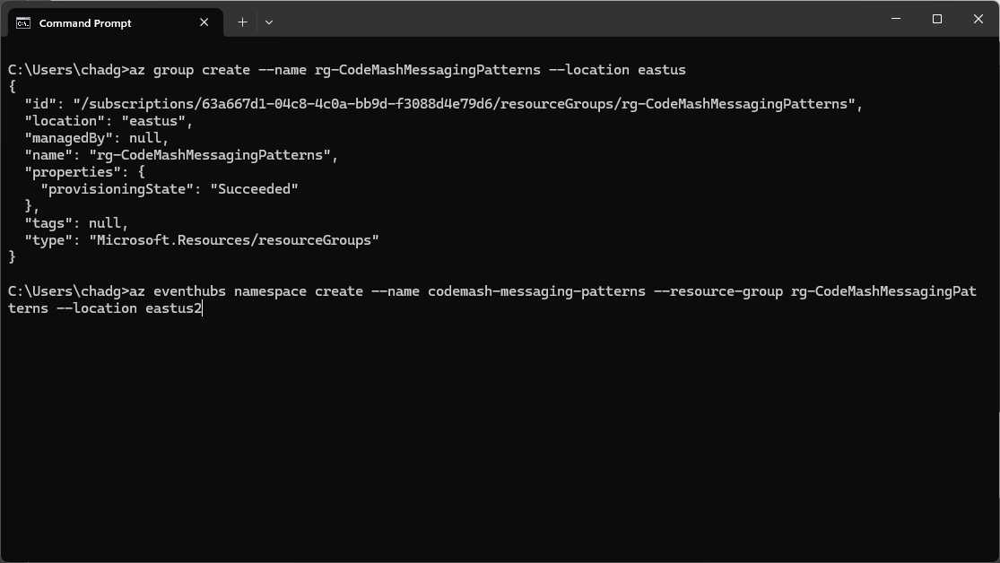 Command Prompt
C:\Users\chadg>az group create --name rg-CodeMashMessagingPatterns --location eastus
{
  "id": "/subscriptions/63a667d1-04c8-4c0a-bb9d-f3088d4e79d6/resourceGroups/rg-CodeMashMessagingPatterns",
  "location": "eastus",
  "managedBy": null,
  "name": "rg-CodeMashMessagingPatterns",
  "properties": {
    "provisioningState": "Succeeded"
  },
  "tags": null,
  "type": "Microsoft.Resources/resourceGroups"
}
C:\Users\chadg>az eventhubs namespace create --name codemash-messaging-patterns --resource-group rg-CodeMashMessagingPat
terns --location eastus2